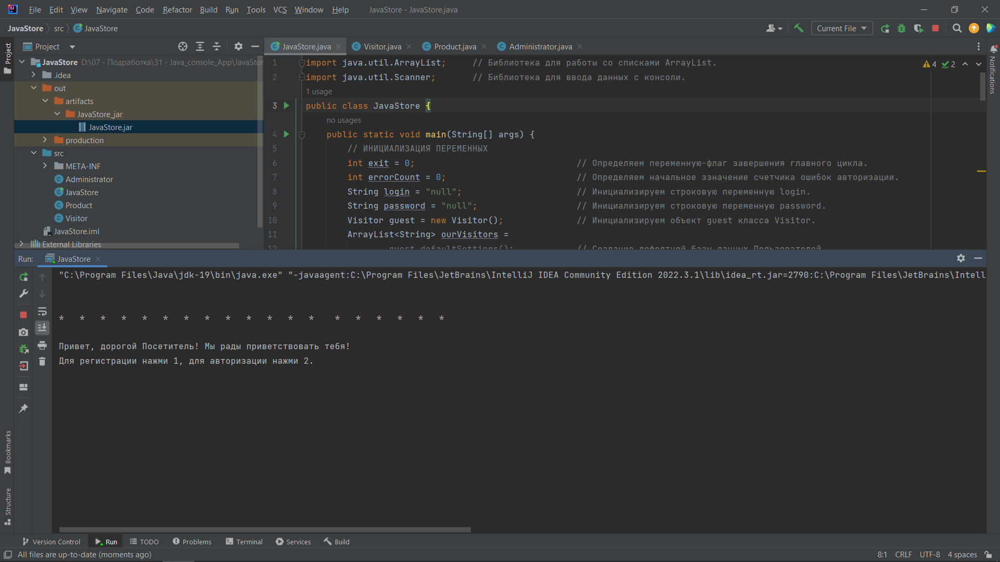 File Edit View Navigate Code Refactor Build Run Tools VCS Window Help JavaStore - JavaStore.java
JavaStore src JavaStore Current File
Project JavaStore.java Visitor.java Product.java Administrator.java
Project
Notifications
JavaStore D:\07 - Подработка\31 - Java_console_App\JavaStor
.idea
out
artifacts
JavaStore_jar
JavaStore.jar
production
src
META-INF
Administrator
JavaStore
Product
Visitor
JavaStore.iml
External Libraries
4 2
1 import java.util.ArrayList; // Библиотека для работы со списками ArrayList.
2 import java.util.Scanner; // Библиотека для ввода данных с консоли.
1 usage
3 public class JavaStore {
no usages
4 public static void main(String[] args) {
5 // ИНИЦИАЛИЗАЦИЯ ПЕРЕМЕННЫХ
6 int exit = 0; // Определяем переменную-флаг завершения главного цикла.
7 int errorCount = 0; // Определяем начальное ззначение счетчика ошибок авторизации.
8 String login = "null"; // Инициализируем строковую переменную login.
9 String password = "null"; // Инициализируем строковую переменную password.
10 Visitor guest = new Visitor(); // Инициализируем объект guest класса Visitor.
11 ArrayList<String> ourVisitors =
12 guest.defaultSettings(); // Создание дефолтной базы данных Пользователей
Run: JavaStore
"C:\Program Files\Java\jdk-19\bin\java.exe" "-javaagent:C:\Program Files\JetBrains\IntelliJ IDEA Community Edition 2022.3.1\lib\idea_rt.jar=2790:C:\Program Files\JetBrains\Intell
* * * * * * * * * * * * * * * * * * *
Привет, дорогой Посетитель! Мы рады приветствовать тебя!
Для регистрации нажми 1, для авторизации нажми 2.
Bookmarks
Structure
Version Control Run TODO Problems Terminal Services Build
All files are up-to-date (moments ago) 8:1 CRLF UTF-8 4 spaces